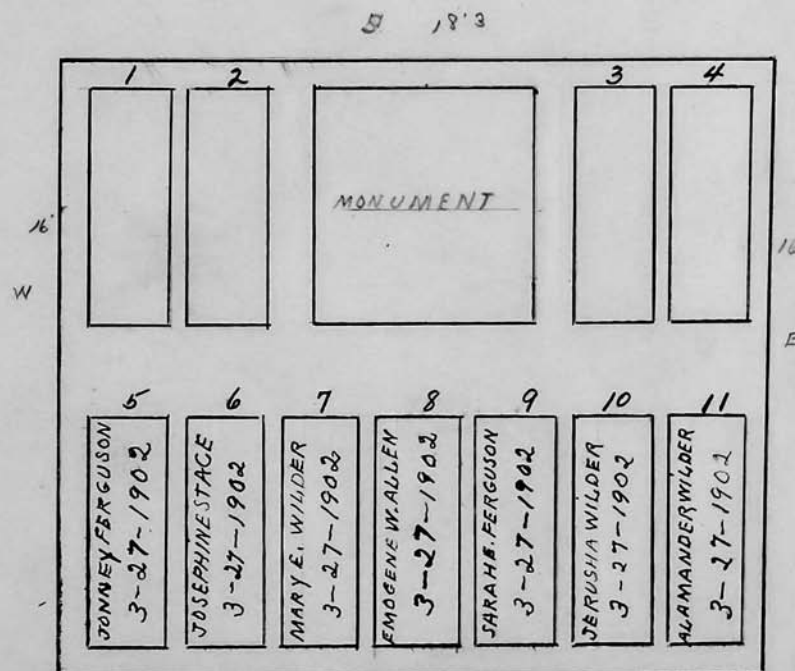 18'3
1 2 3 4
MONUMENT
16'
16
W
5 6 7 8 9 10 11
JONNEY FERGUSON
3-27-1902
JOSEPHINE STAGE
3-27-1902
MARY E. WILDER
3-27-1902
EMOGENE W. ALLEN
3-27-1902
SARAH B. FERGUSON
3-27-1902
JERUSHA WILDER
3-27-1902
ALAMANDER WILDER
3-27-1902